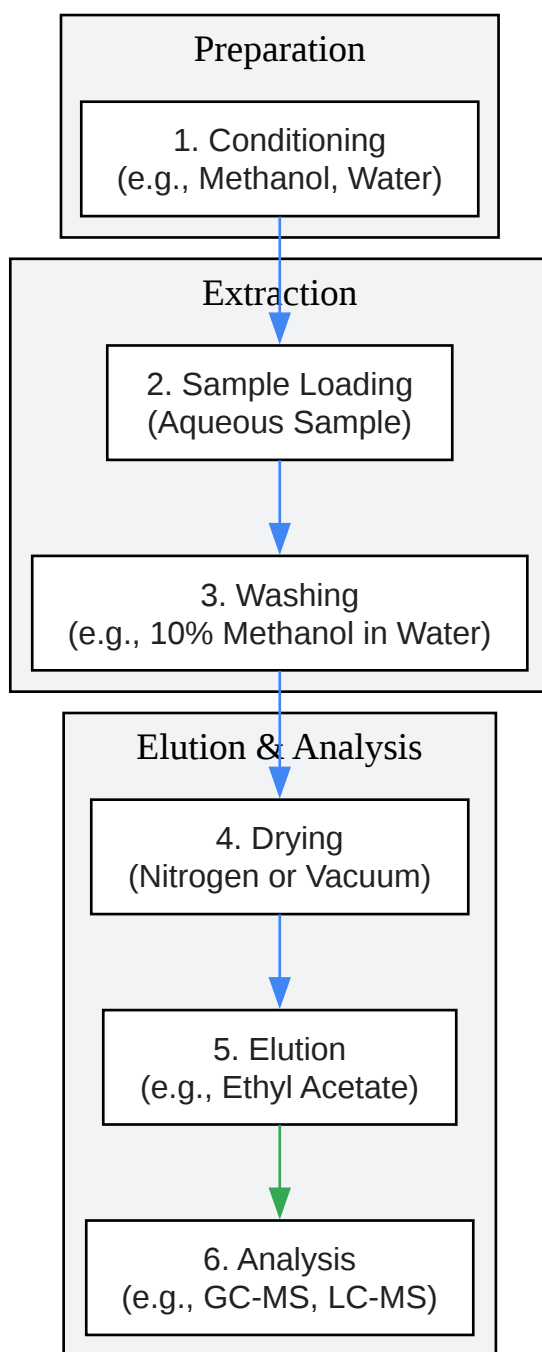 Preparation
1. Conditioning
(e.g., Methanol, Water)
Extraction
2. Sample Loading
(Aqueous Sample)
3. Washing
(e.g., 10% Methanol in Water)
Elution & Analysis
4. Drying
(Nitrogen or Vacuum)
5. Elution
(e.g., Ethyl Acetate)
6. Analysis
(e.g., GC-MS, LC-MS)